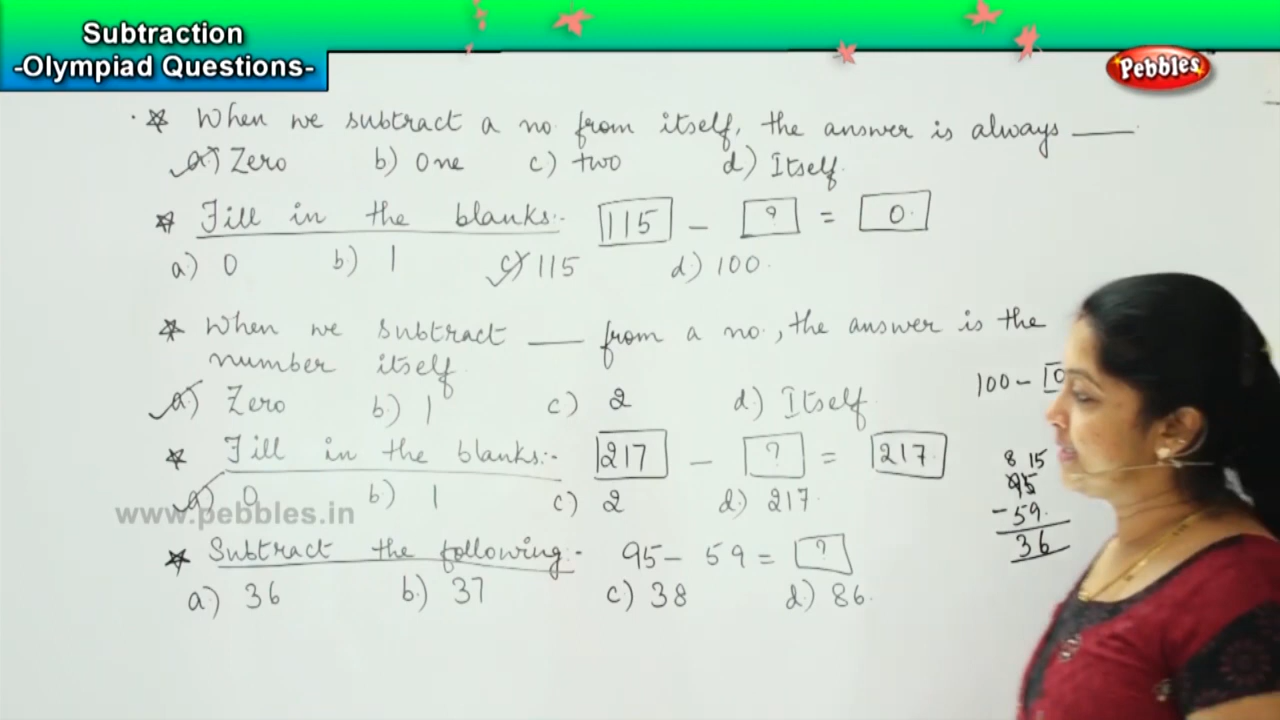 Subtraction
-Olympiad Questions-
Pebbles
When we subtract a no. from itself, the answer is always ___
a) Zero b) One c) two d) Itself.
Fill in the blanks:- 115 - ? = 0.
a.) 0 b.) 1 c) 115 d.) 100.
When we subtract ___ from a no., the answer is the
number itself.
a) Zero b.) 1 c) 2 d) Itself.
100 -
Fill in the blanks:- 217 - ? = 217.
a) 0 b.) 1 c) 2 d.) 217.
www.pebbles.in
Subtract the following:- 95 - 59 = ?
a.) 36 b.) 37 c.) 38 d.) 86.
8 15
95
- 59.
36